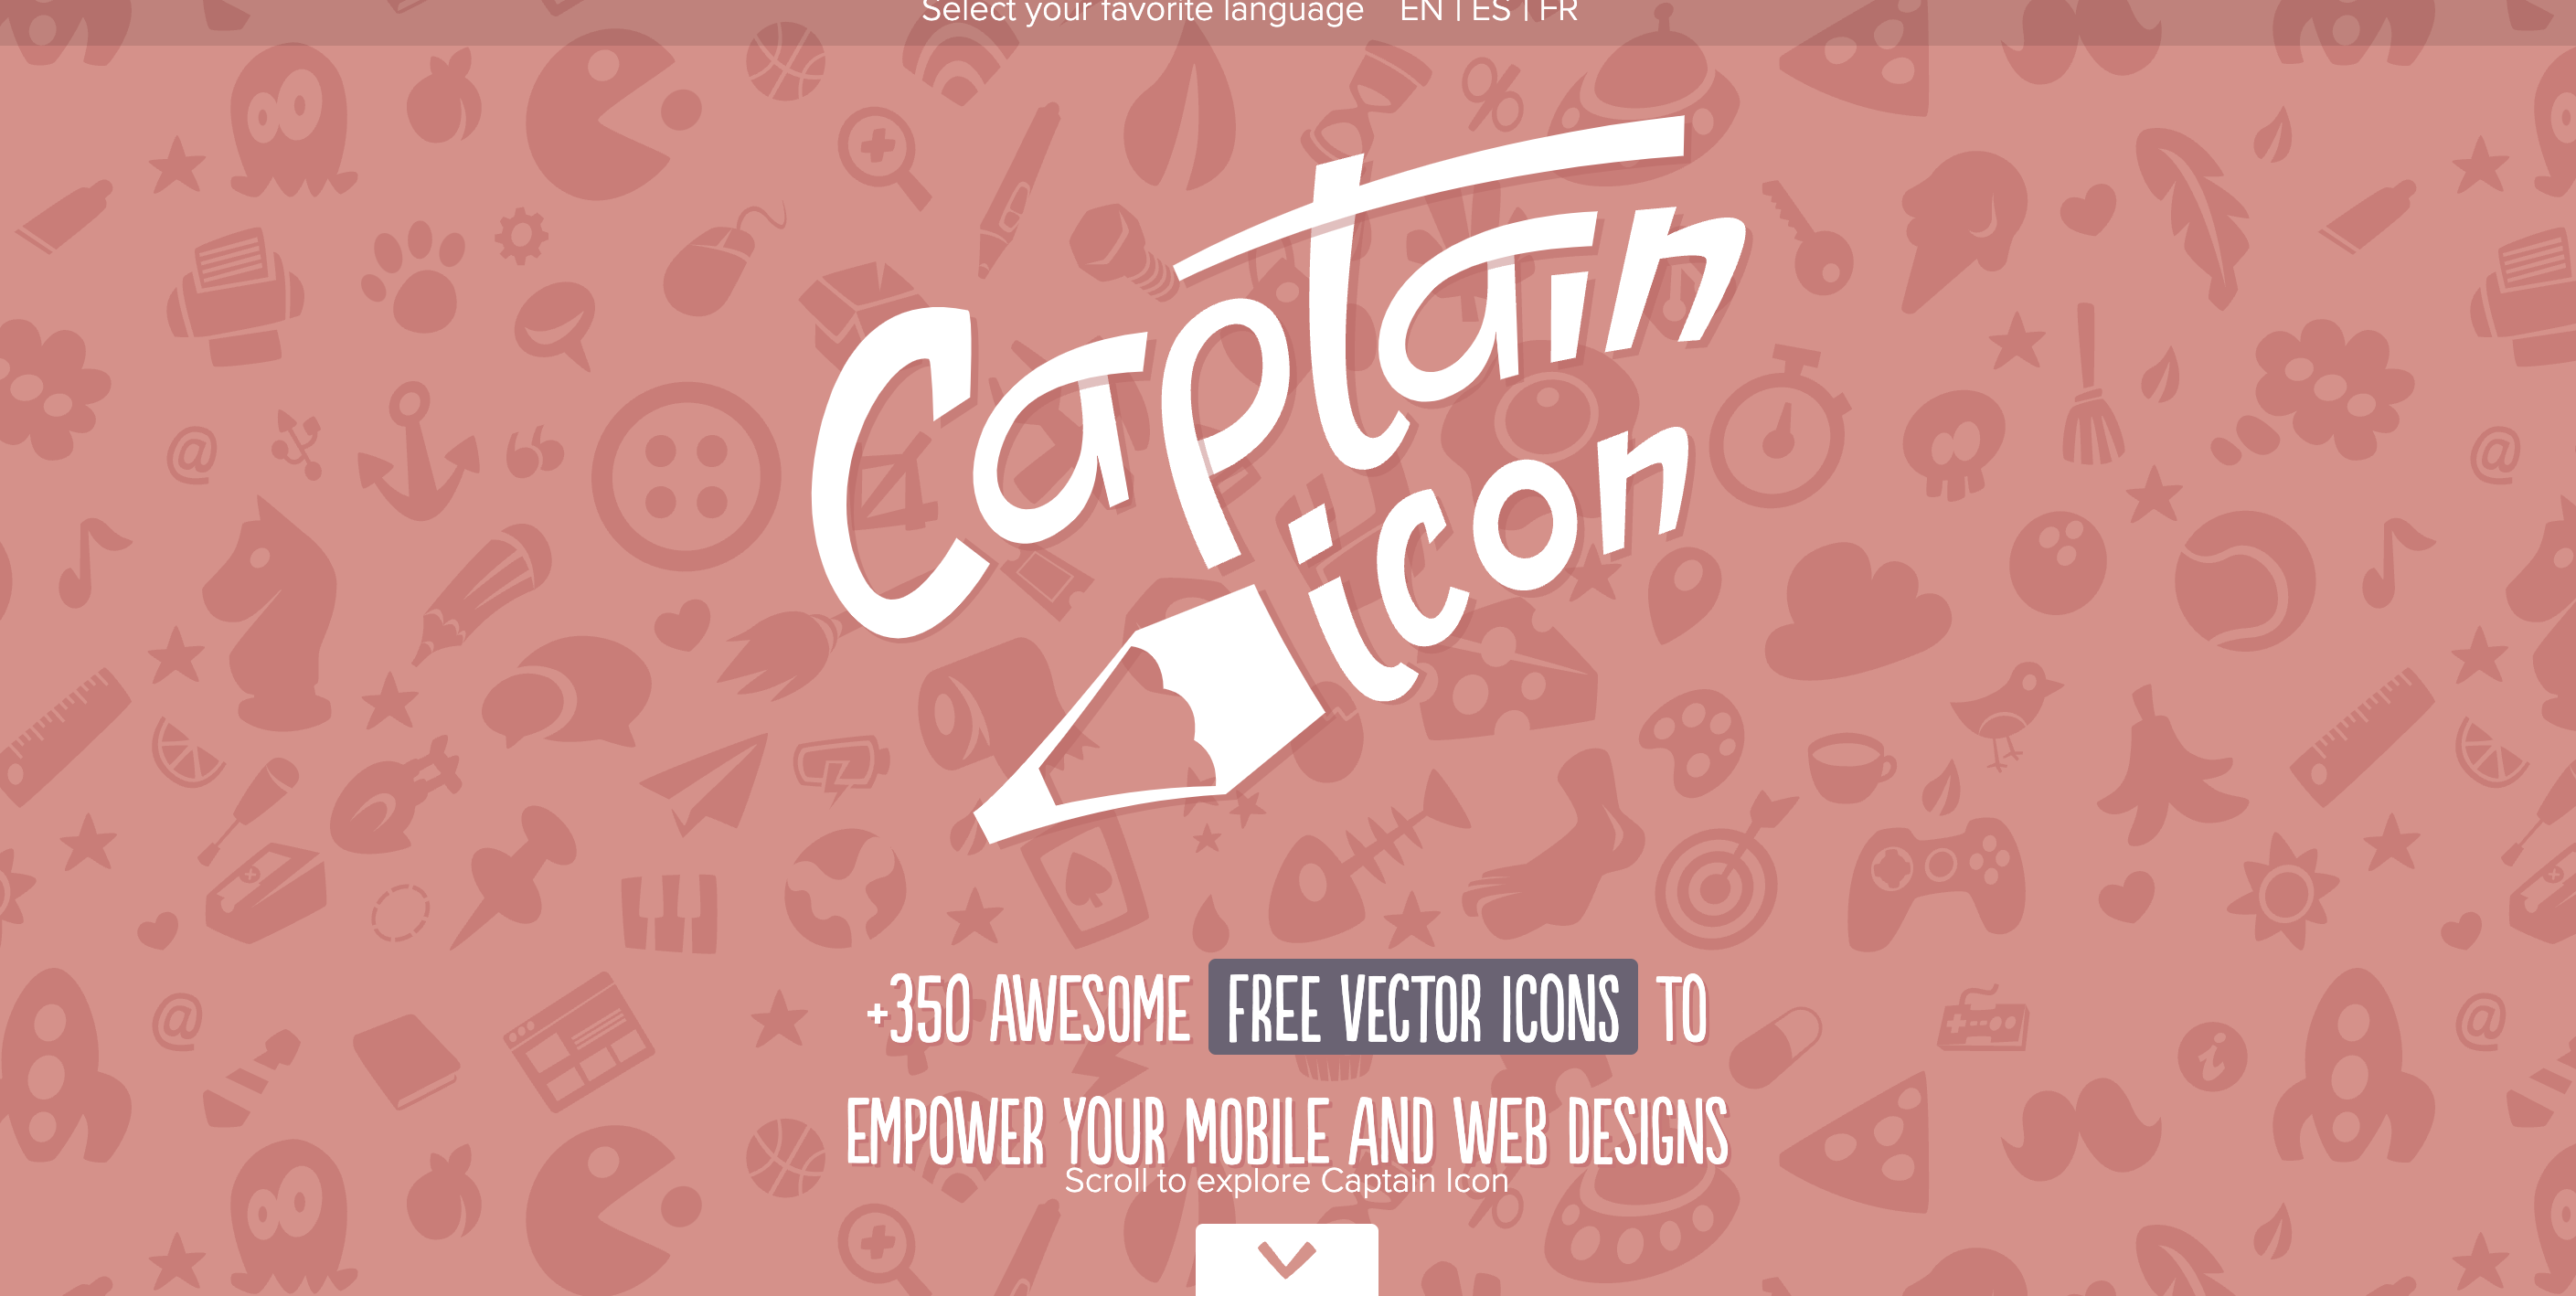 Select your favorite language EN | ES | FR
Captain
icon
+350 AWESOME FREE VECTOR ICONS TO
EMPOWER YOUR MOBILE AND WEB DESIGNS
Scroll to explore Captain Icon